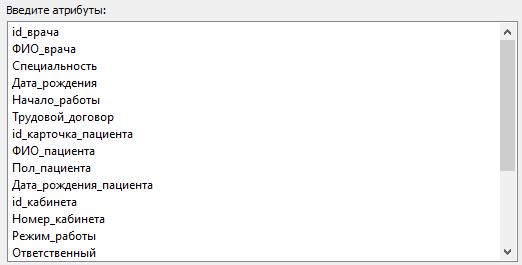 Введите атрибуты:
id_врача
ФИО_врача
Специальность
Дата_рождения
Начало_работы
Трудовой_договор
id_карточка_пациента
ФИО_пациента
Пол_пациента
Дата_рождения_пациента
id_кабинета
Номер_кабинета
Режим_работы
Ответственный